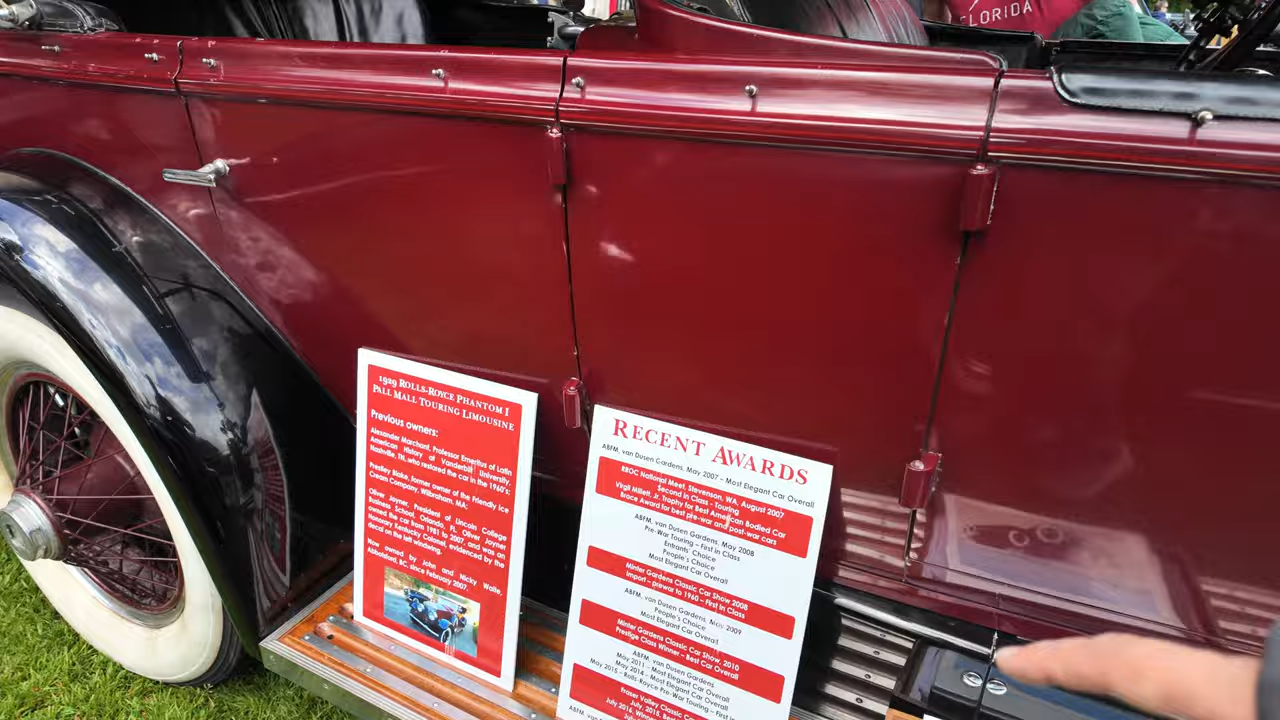 FLORIDA
1929 ROLLS-ROYCE PHANTOM I
PALL MALL TOURING LIMOUSINE
Previous owners:
Alexander Marchant, Professor Emeritus of Latin
American History at Vanderbilt University,
Nashville, TN, who restored the car in the 1960's;
Presley Blake, former owner of the Friendly Ice
Cream Company, Wilbraham, MA;
Oliver Joyner, President of Lincoln College
Business School, Orlando, FL. Oliver Joyner
owned the car from 1981 to 2007, and was an
Honorary Kentucky Colonel, evidenced by the
decal on the left windwing.
Now owned by John and Nicky Wolfe,
Abbotsford, BC, since February 2007.
RECENT AWARDS
ABFM, van Dusen Gardens, May 2007 – Most Elegant Car Overall
RROC National Meet, Stevenson, WA, August 2007
Second in Class - Touring
Virgil Millett, Jr. Trophy for Best American Bodied Car
Brace Award for best pre-war and post-war cars
ABFM, van Dusen Gardens, May 2008
Pre-War Touring – First in Class
Entrants' Choice
People's Choice
Most Elegant Car Overall
Minter Gardens Classic Car Show 2008
Import – prewar to 1960 – First in Class
ABFM, van Dusen Gardens, May 2009
People's Choice
Most Elegant Car Overall
Minter Gardens Classic Car Show, 2010
Prestige Class Winner – Best Car Overall
ABFM, van Dusen Gardens
May 2011 - Most Elegant Car Overall
May 2014 - Most Elegant Car Overall
May 2015 - Rolls-Royce Pre-War Touring – First
Fraser Valley Classic
July 2015, Best
July 2016, Winner
ABFM, van Dusen